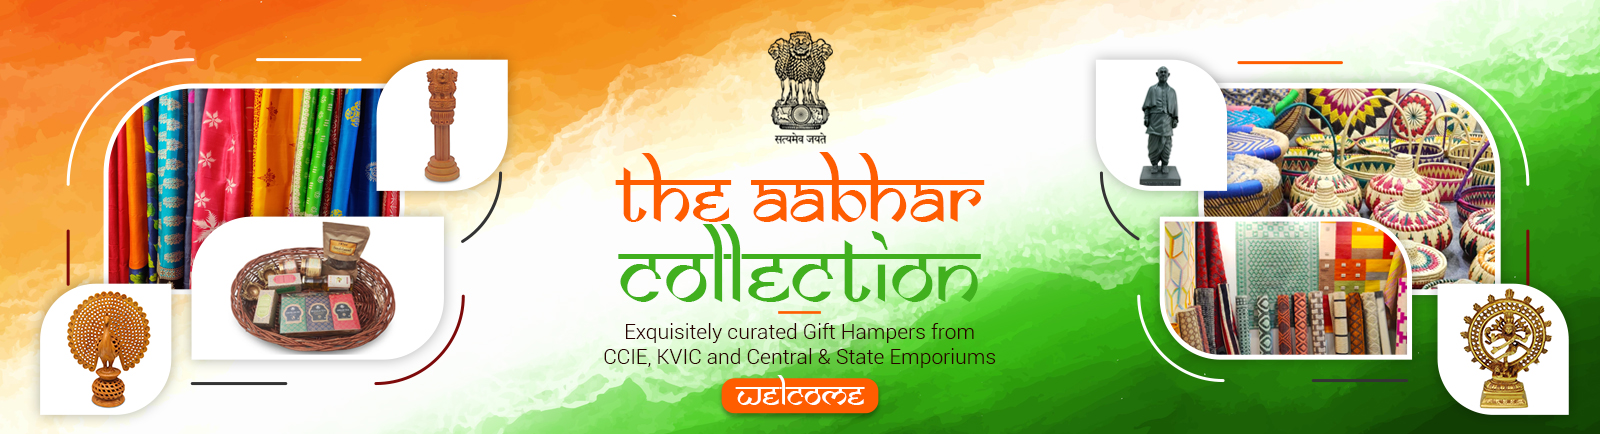 सत्यमेव जयते
THE AABHAR
COLLECTION
Exquisitely curated Gift Hampers from
CCIE, KVIC and Central & State Emporiums
WELCOME